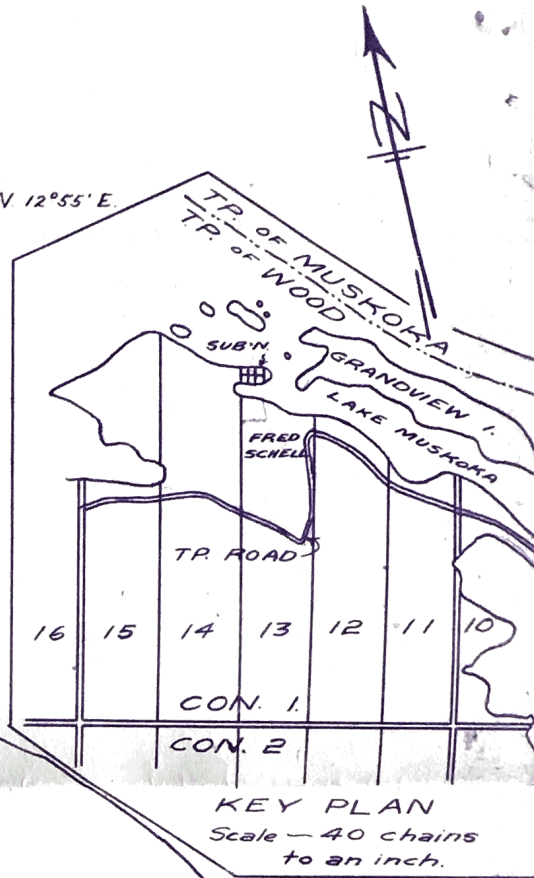 N
N. 12°55' E.
TP. OF MUSKOKA
TP. OF WOOD
SUB'N.
GRANDVIEW I.
LAKE MUSKOKA
FRED
SCHELL
TP. ROAD
16 15 14 13 12 11 10
CON. 1.
CON. 2
KEY PLAN
Scale — 40 chains
to an inch.